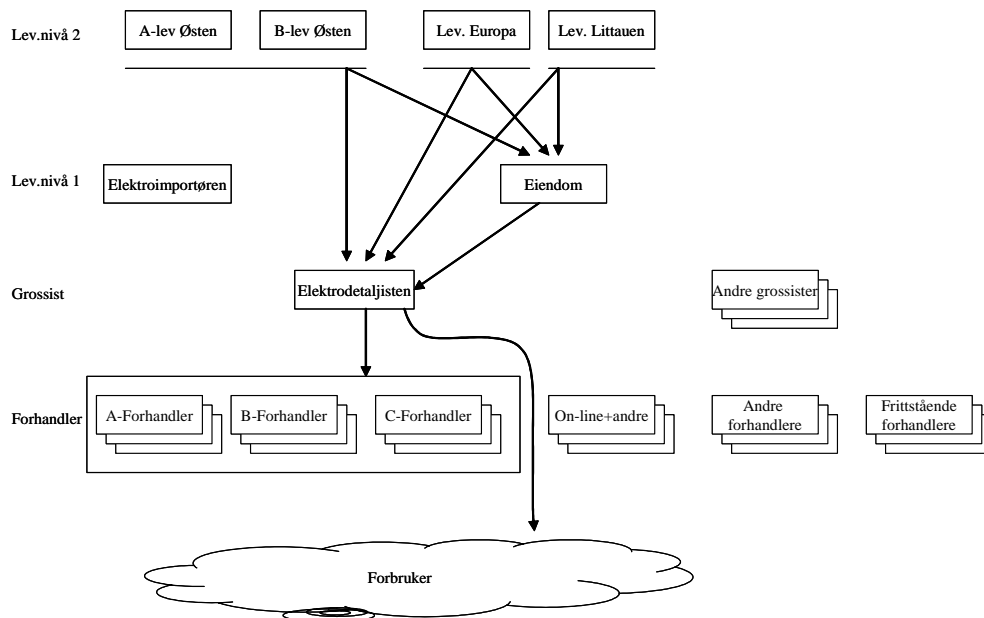 Lev.nivå 2
A-lev Østen
B-lev Østen
Lev. Europa
Lev. Littauen
Lev.nivå 1
Elektroimportøren
Eiendom
Grossist
Elektrodetaljisten
Andre grossister
Forhandler
A-Forhandler
B-Forhandler
C-Forhandler
On-line+andre
Andre
forhandlere
Frittstående
forhandlere
Forbruker